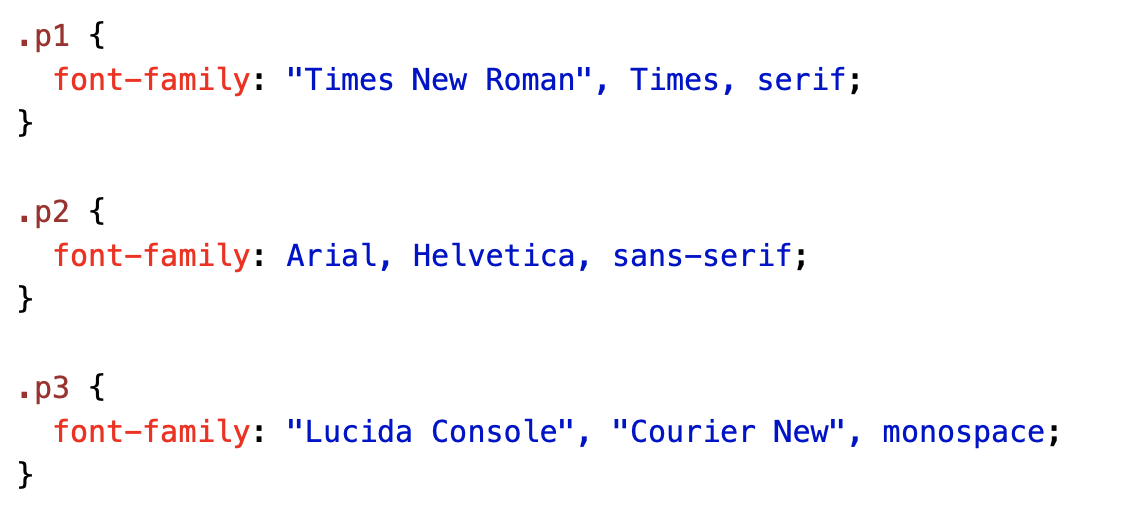 .p1 {
  font-family: "Times New Roman", Times, serif;
}

.p2 {
  font-family: Arial, Helvetica, sans-serif;
}

.p3 {
  font-family: "Lucida Console", "Courier New", monospace;
}